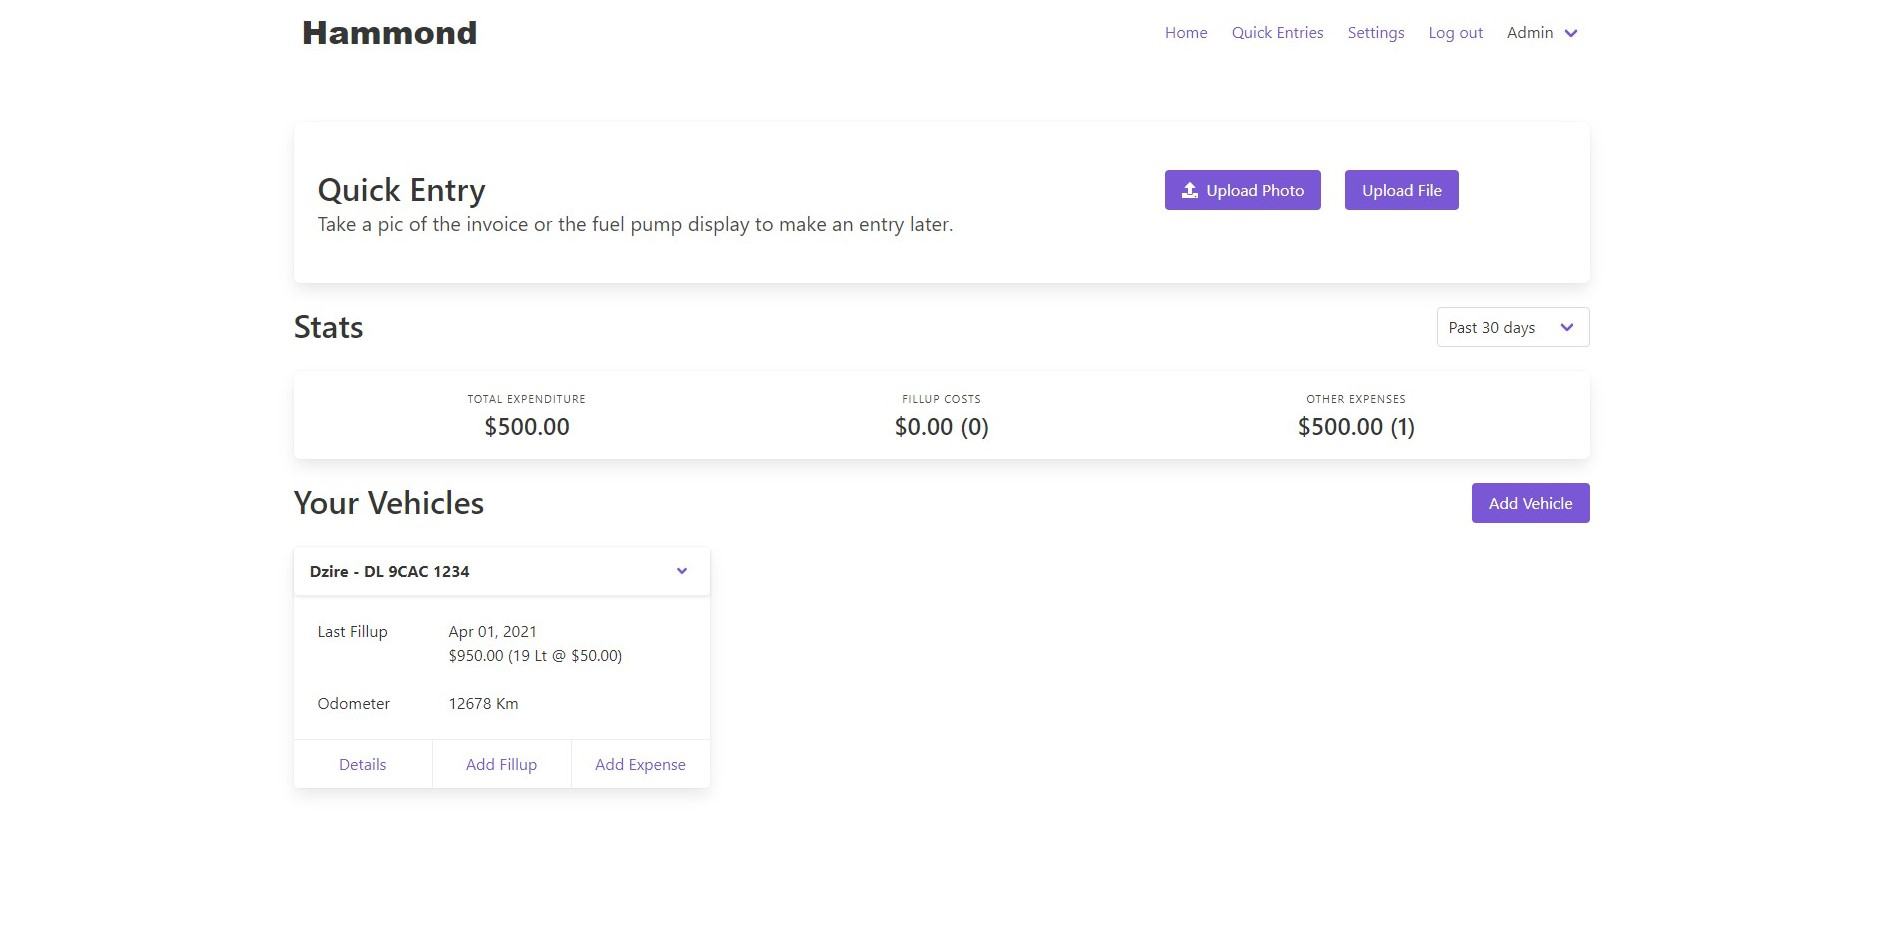 Hammond
Home Quick Entries Settings Log out Admin
Quick Entry
Take a pic of the invoice or the fuel pump display to make an entry later.
Upload Photo Upload File
Stats
Past 30 days
TOTAL EXPENDITURE
$500.00
FILLUP COSTS
$0.00 (0)
OTHER EXPENSES
$500.00 (1)
Your Vehicles
Add Vehicle
Dzire - DL 9CAC 1234
Last Fillup Apr 01, 2021
$950.00 (19 Lt @ $50.00)
Odometer 12678 Km
Details Add Fillup Add Expense